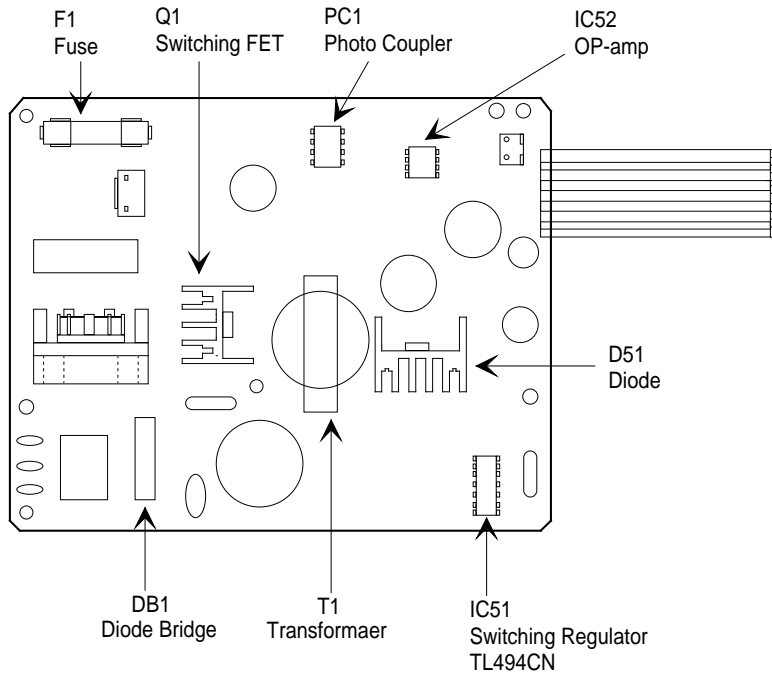 F1
Fuse
Q1
Switching FET
PC1
Photo Coupler
IC52
OP-amp
D51
Diode
DB1
Diode Bridge
T1
Transformaer
IC51
Switching Regulator
TL494CN